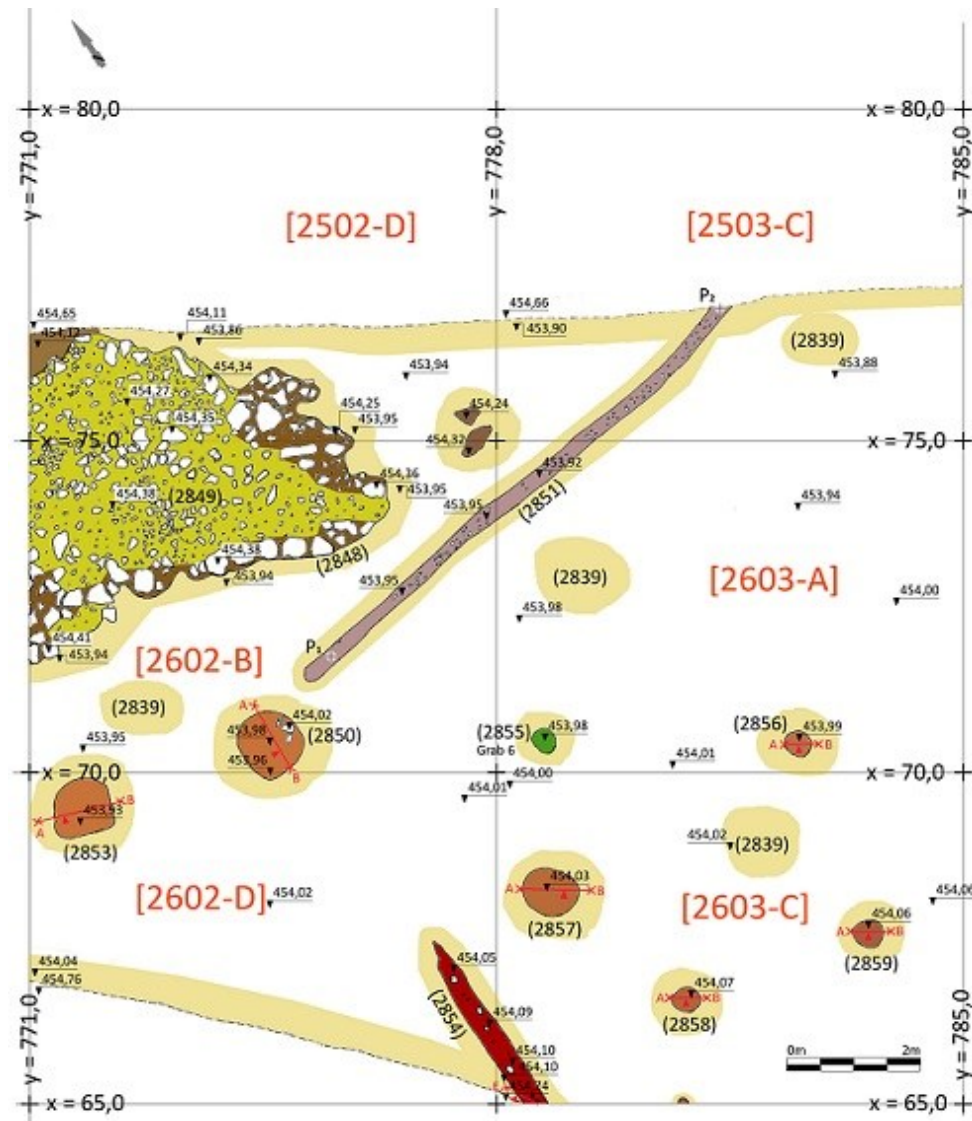 x = 80,0
x = 80,0
y = 771,0
y = 778,0
y = 785,0
[2502-D]
[2503-C]
P₂
454,65
454,11
454,66
454,12
453,86
453,90
(2839)
453,94
453,88
454,34
454,27
454,25
454,24
453,95
454,35
x = 75,0
454,32
x = 75,0
453,92
454,36
454,38
(2849)
453,95
(2851)
453,94
453,95
454,38
(2848)
(2839)
[2603-A]
453,94
453,95
454,00
453,98
454,41
453,94
P₁
[2602-B]
(2839)
A
454,02
(2850)
453,98
(2855)
Grab 6
453,98
(2856)
453,99
A
B
453,95
453,96
B
454,01
x = 70,0
454,00
x = 70,0
454,01
B
453,93
A
(2853)
454,02
(2839)
[2602-D]
454,02
A
454,03
B
[2603-C]
454,06
(2857)
454,06
A
B
(2859)
454,04
454,05
454,76
(2854)
454,07
A
B
(2858)
454,09
y = 771,0
y = 785,0
454,10
0m
2m
454,10
x = 65,0
x = 65,0